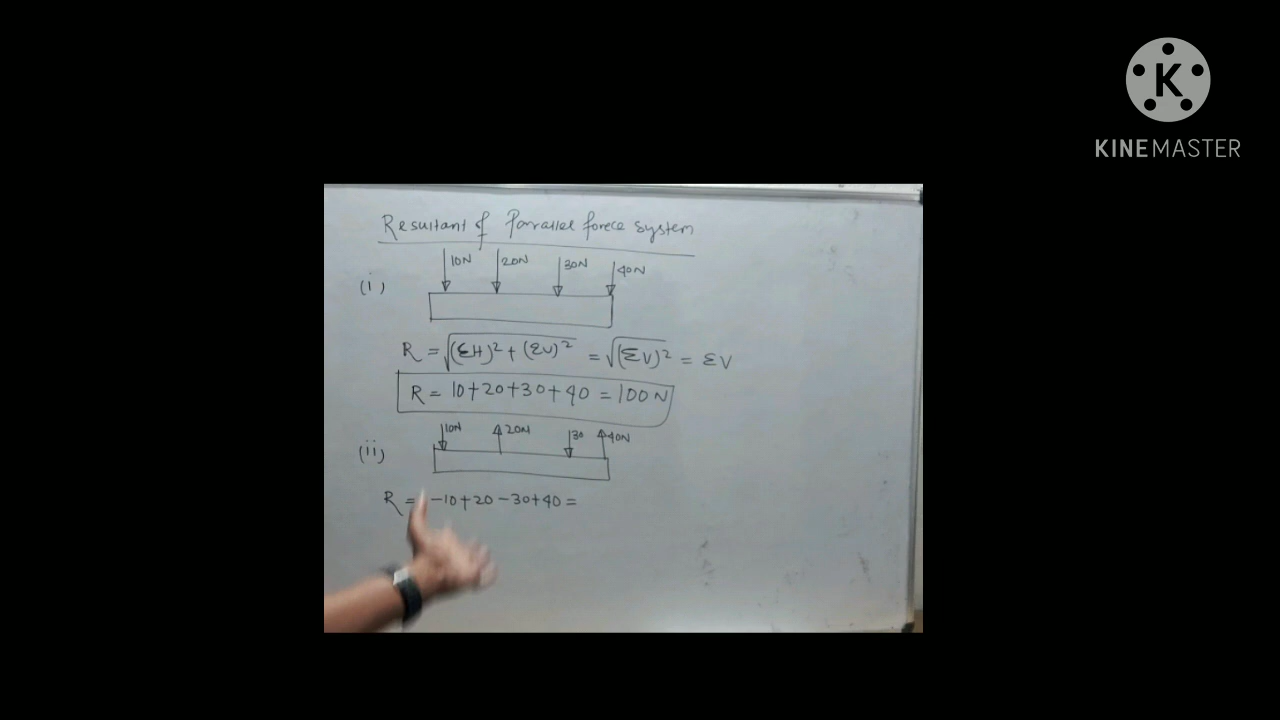 KINEMASTER
Resultant of Parallel forece system
10N 20N 30N 40N
(i)
R = √(ΣH)² + (ΣV)² = √(ΣV)² = ΣV
R = 10+20+30+40 = 100N
10N 20N 30 40N
(ii)
R = -10+20-30+40 =